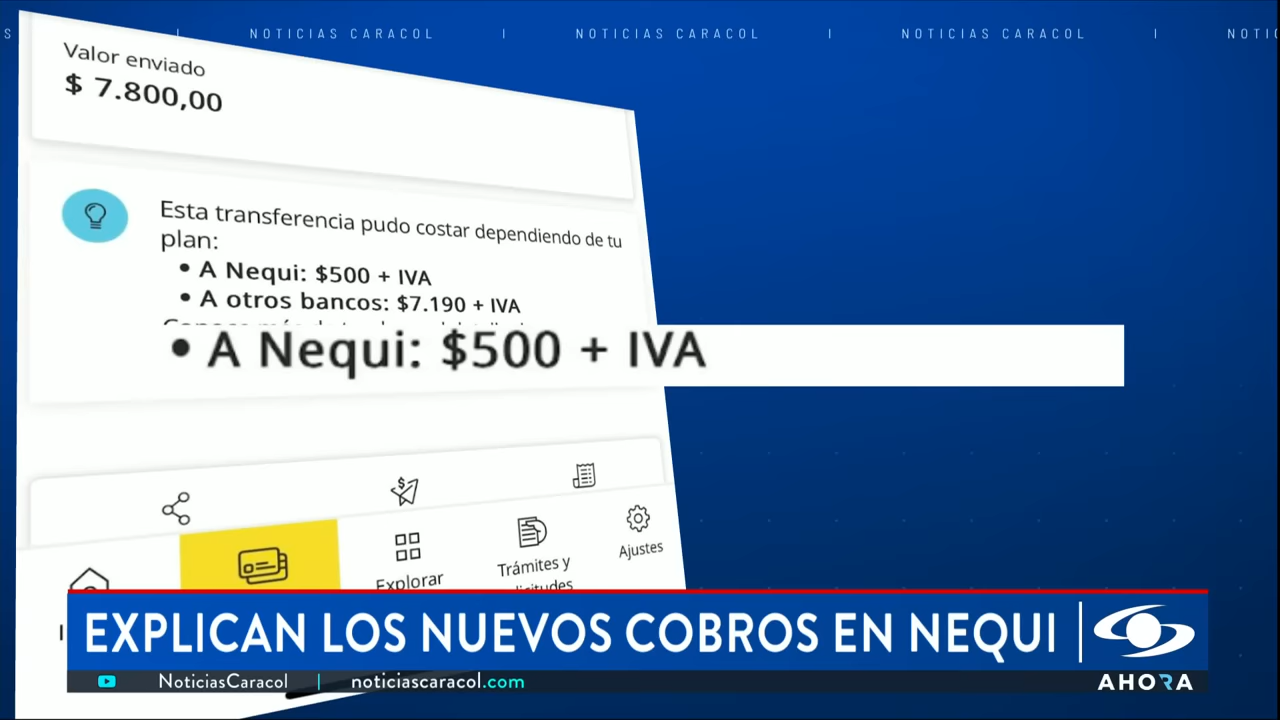 NOTICIAS CARACOL | NOTICIAS CARACOL | NOTICIAS CARACOL |
Valor enviado
$ 7.800,00
Esta transferencia pudo costar dependiendo de tu
plan:
• A Nequi: $500 + IVA
• A otros bancos: $7.190 + IVA
• A Nequi: $500 + IVA
Explorar
Trámites y
Ajustes
EXPLICAN LOS NUEVOS COBROS EN NEQUI
NoticiasCaracol | noticiascaracol.com
AHORA